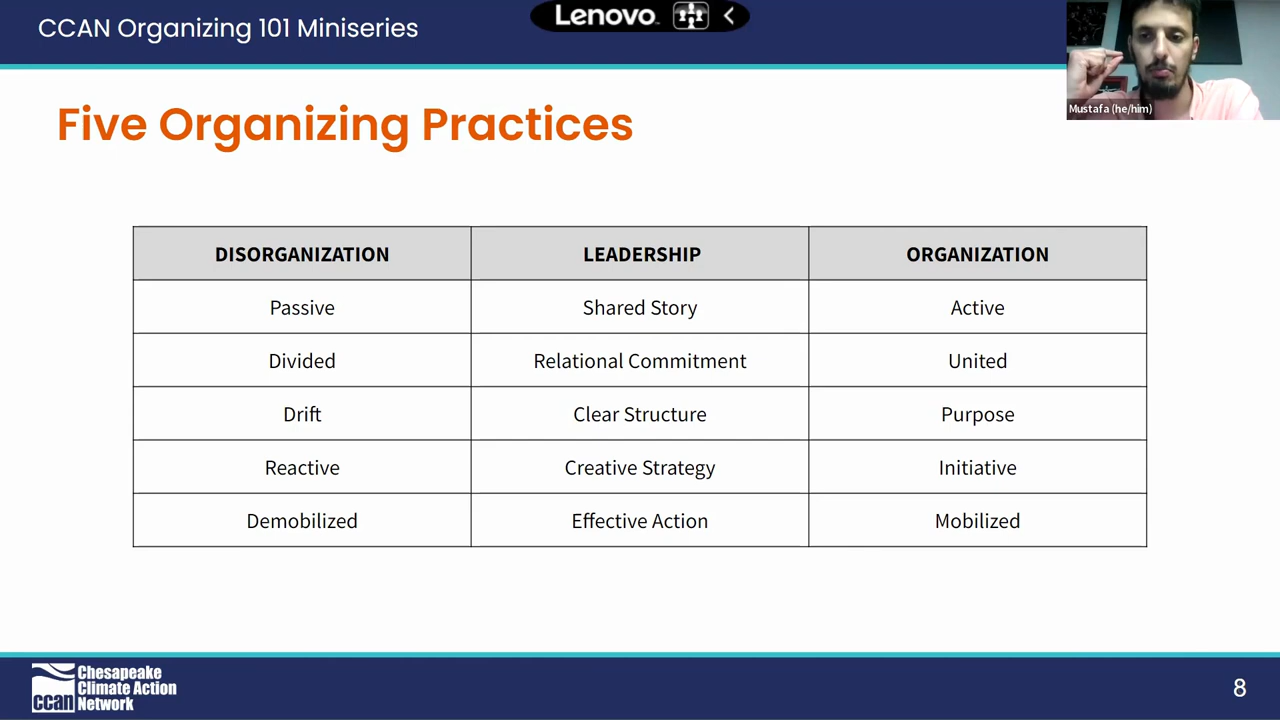 CCAN Organizing 101 Miniseries
Lenovo
Mustafa (he/him)
Five Organizing Practices
DISORGANIZATION LEADERSHIP ORGANIZATION
Passive Shared Story Active
Divided Relational Commitment United
Drift Clear Structure Purpose
Reactive Creative Strategy Initiative
Demobilized Effective Action Mobilized
ccan
Chesapeake
Climate Action
Network
8